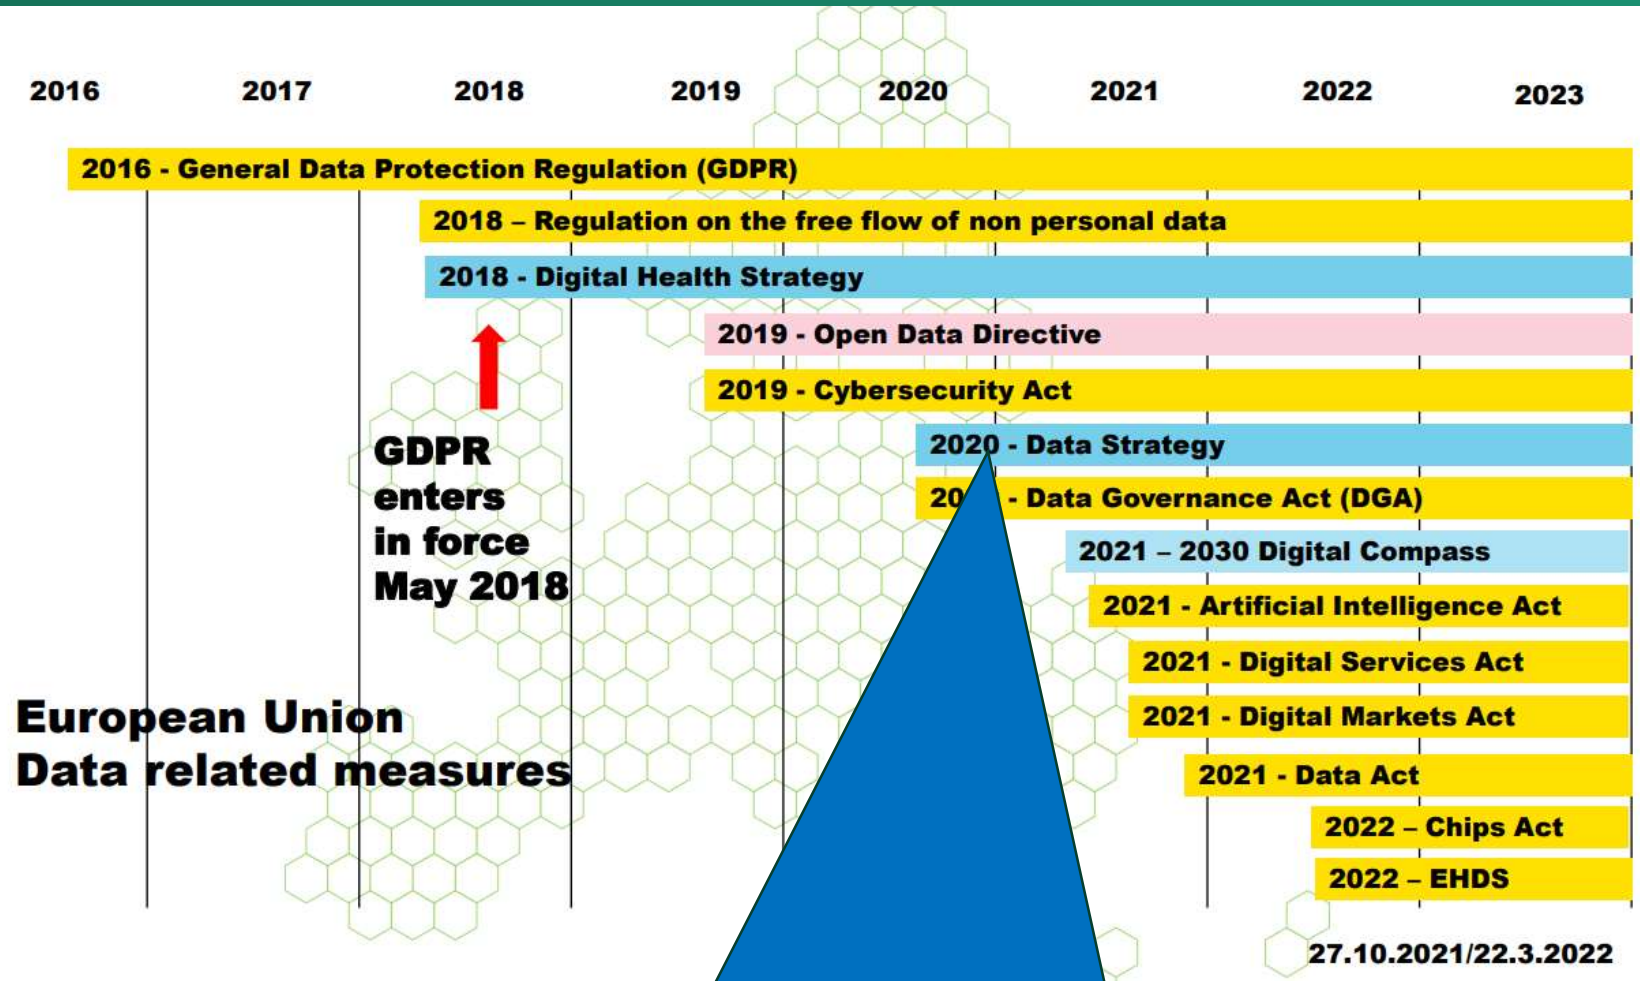 2016 2017 2018 2019 2020 2021 2022 2023
2016 - General Data Protection Regulation (GDPR)
2018 – Regulation on the free flow of non personal data
2018 - Digital Health Strategy
2019 - Open Data Directive
2019 - Cybersecurity Act
2020 - Data Strategy
20 - Data Governance Act (DGA)
2021 – 2030 Digital Compass
2021 - Artificial Intelligence Act
2021 - Digital Services Act
2021 - Digital Markets Act
2021 - Data Act
2022 – Chips Act
2022 – EHDS
GDPR
enters
in force
May 2018
European Union
Data related measures
27.10.2021/22.3.2022